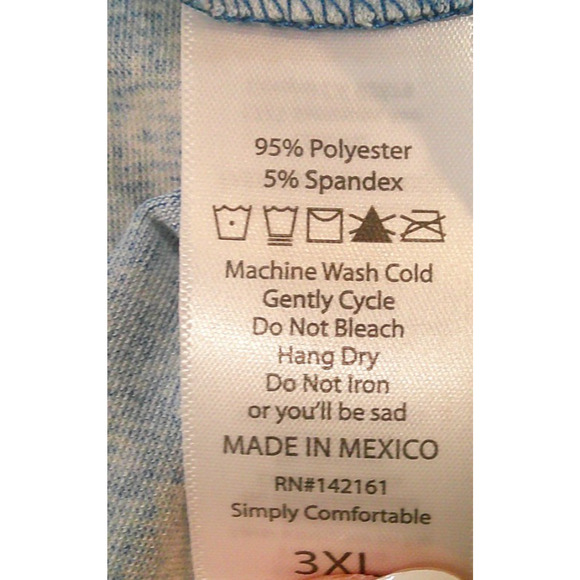 95% Polyester
5% Spandex
Machine Wash Cold
Gently Cycle
Do Not Bleach
Hang Dry
Do Not Iron
or you'll be sad
MADE IN MEXICO
RN#142161
Simply Comfortable
3XL